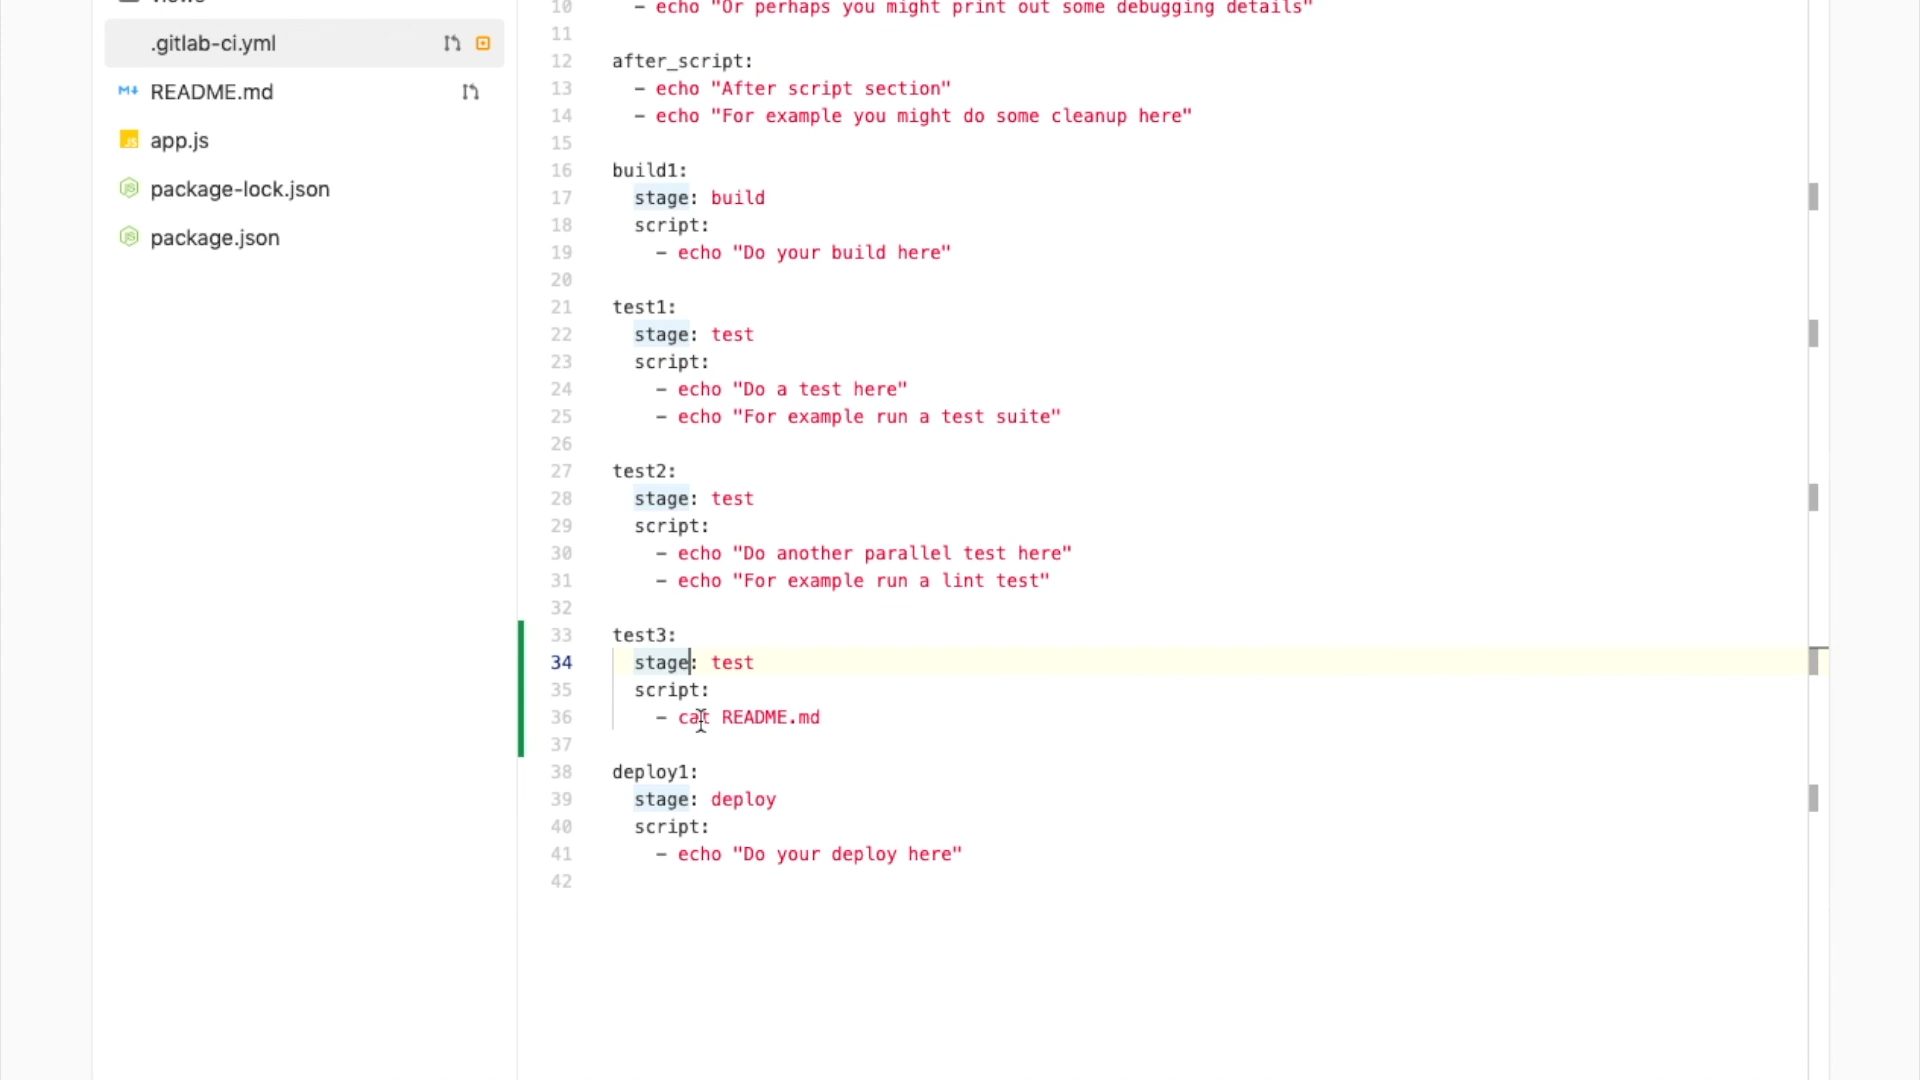 views
.gitlab-ci.yml
README.md
app.js
package-lock.json
package.json
10 - echo "Or perhaps you might print out some debugging details"
11
12 after_script:
13 - echo "After script section"
14 - echo "For example you might do some cleanup here"
15
16 build1:
17 stage: build
18 script:
19 - echo "Do your build here"
20
21 test1:
22 stage: test
23 script:
24 - echo "Do a test here"
25 - echo "For example run a test suite"
26
27 test2:
28 stage: test
29 script:
30 - echo "Do another parallel test here"
31 - echo "For example run a lint test"
32
33 test3:
34 stage: test
35 script:
36 - cat README.md
37
38 deploy1:
39 stage: deploy
40 script:
41 - echo "Do your deploy here"
42